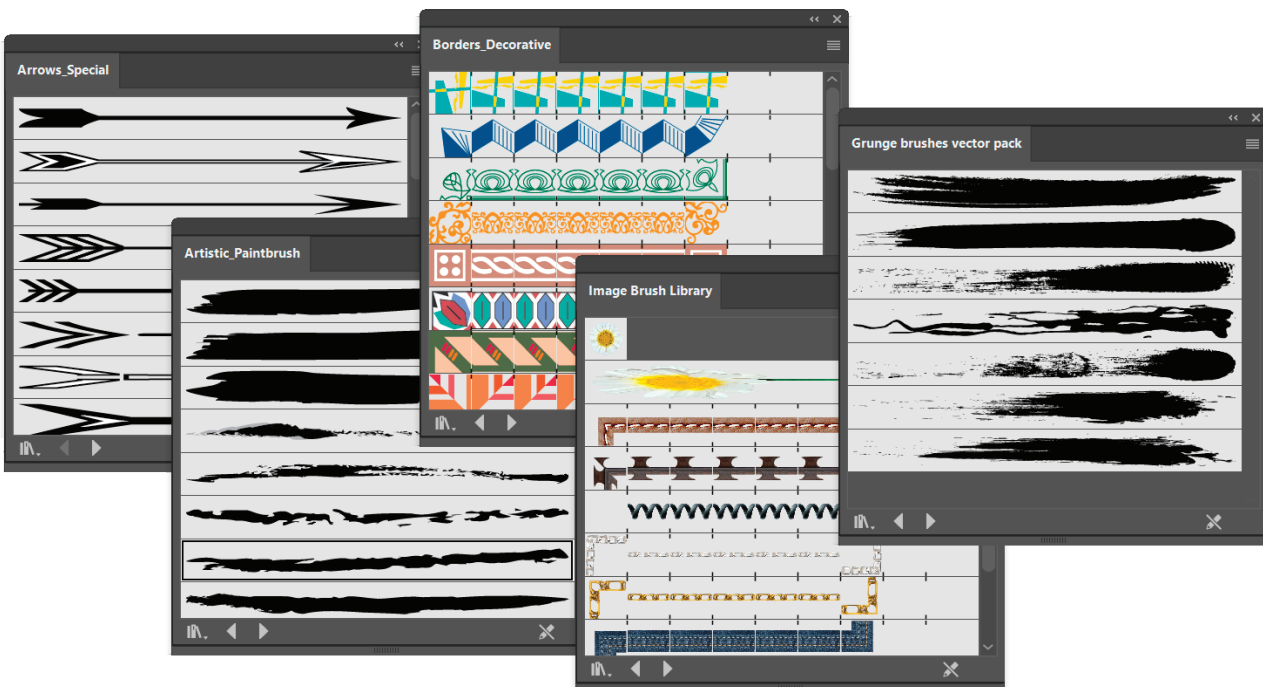 Arrows_Special
Borders_Decorative
Grunge brushes vector pack
Artistic_Paintbrush
Image Brush Library